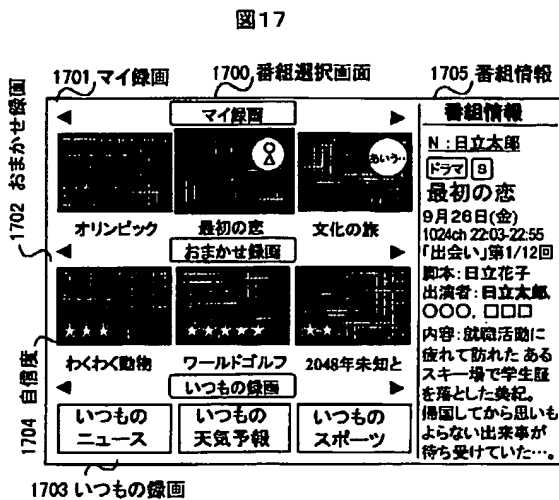 図17
1701 マイ録画
1700 番組選択画面
1705 番組情報
1702 おまかせ録画
1704 自信度
マイ録画
あいう‥
オリンピック
最初の恋
文化の旅
おまかせ録画
★★★
★★★★★
★★
わくわく動物
ワールドゴルフ
2048年未知と
いつもの録画
いつもの
ニュース
いつもの
天気予報
いつもの
スポーツ
1703 いつもの録画
番組情報
N:日立太郎
ドラマ S
最初の恋
9月26日(金)
1024ch 22:03-22:55
「出会い」第1/12回
脚本:日立花子
出演者:日立太郎,
〇〇〇, □□□
内容:就職活動に
疲れて訪れた ある
スキー場で学生証
を落とした美紀。
帰国してから思いも
よらない出来事が
待ち受けていた…。